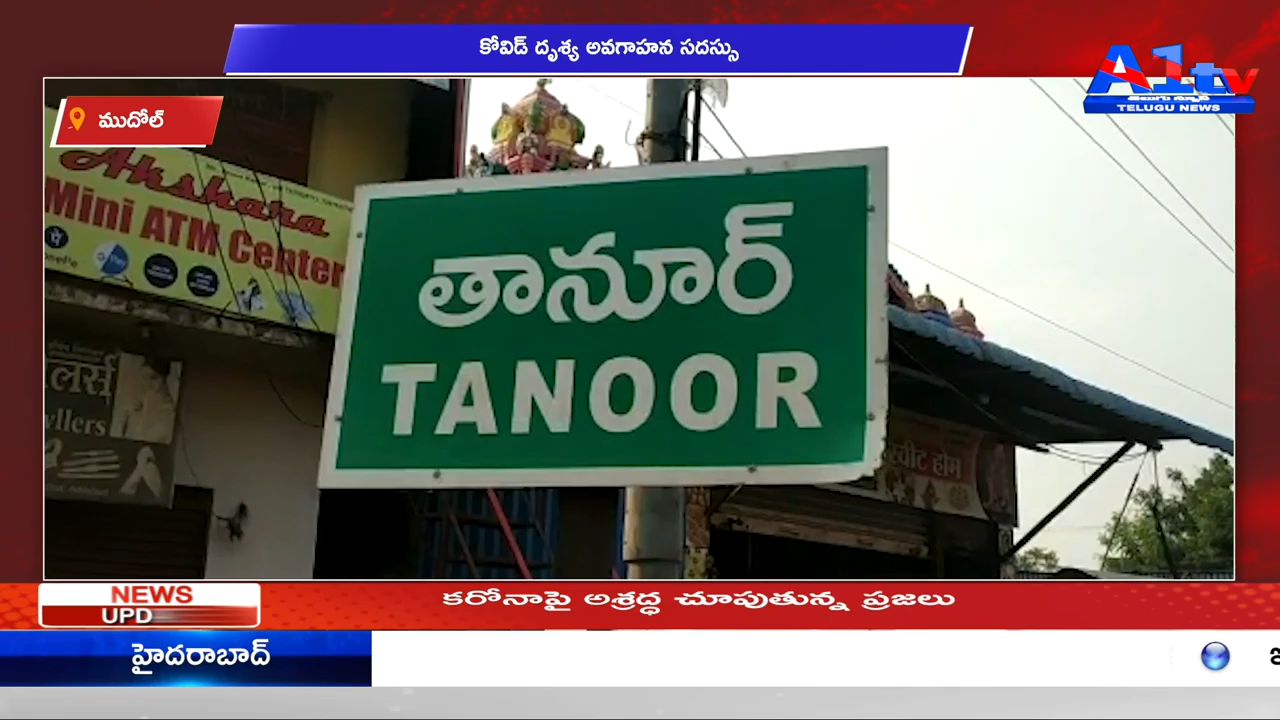 కోవిడ్ దృశ్య అవగాహన సదస్సు
A1tv
తెలుగు న్యూస్
TELUGU NEWS
ముదోల్
Akshara
Mini ATM Center
తానూర్
TANOOR
स्वीट होम
NEWS
UPD
కరోనాపై అశ్రద్ధ చూపుతున్న ప్రజలు
హైదరాబాద్